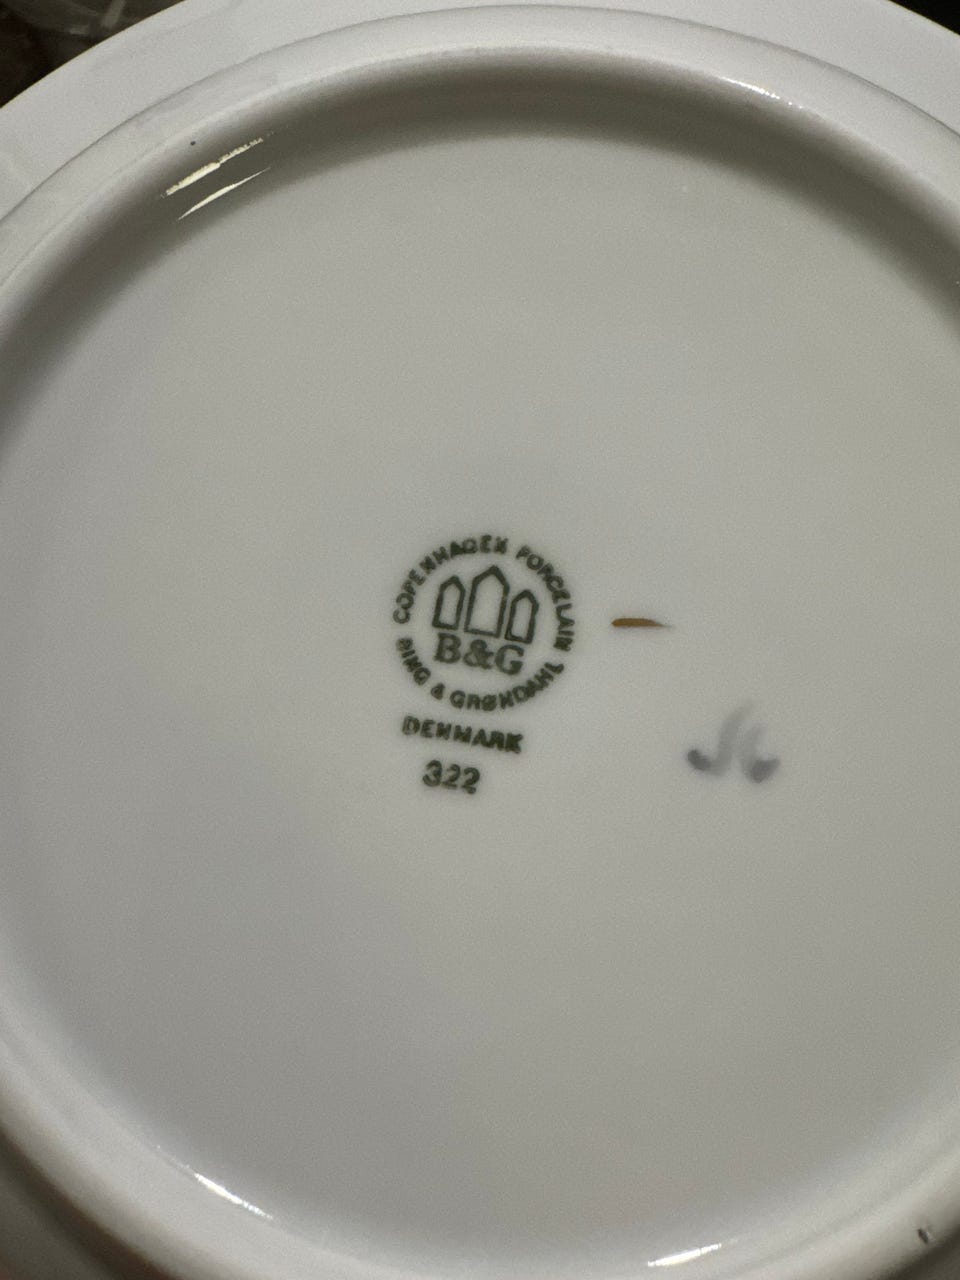 COPENHAGEN PORCELAIN
B&G
BING & GRØNDAHL
DENMARK
322